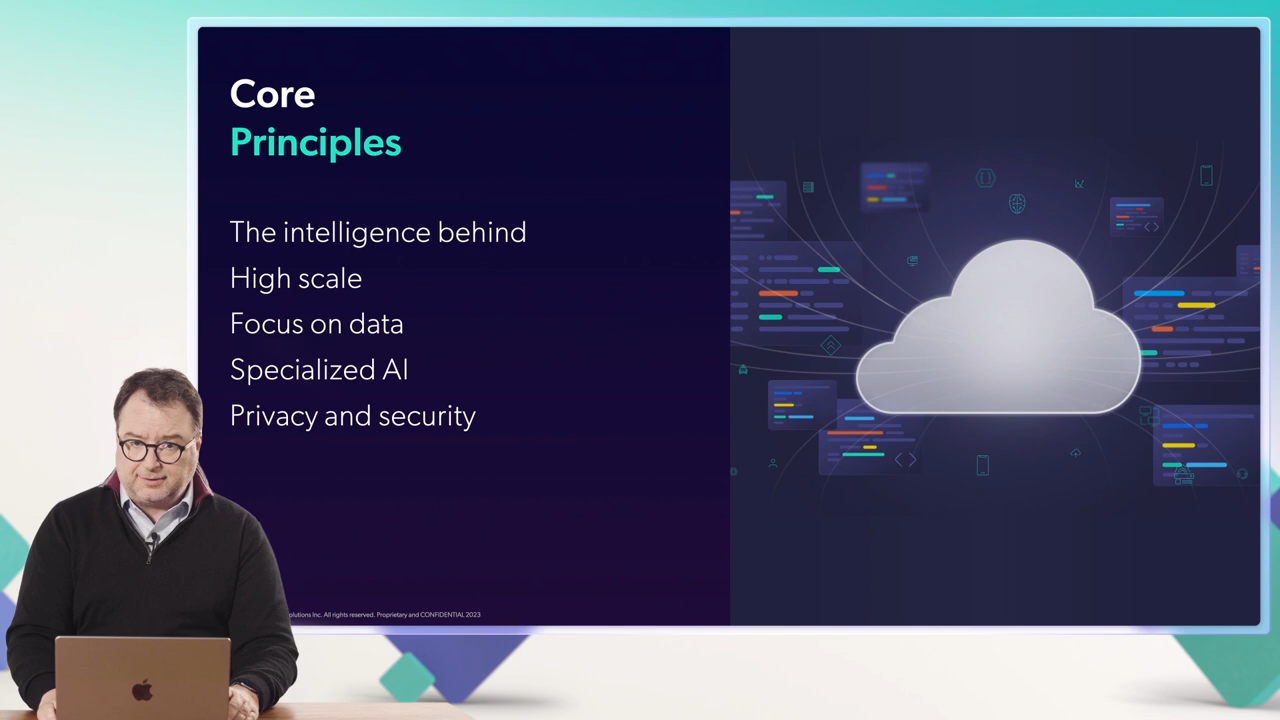 Core
Principles
The intelligence behind
High scale
Focus on data
Specialized AI
Privacy and security
Inc. All rights reserved. Proprietary and CONFIDENTIAL 2023